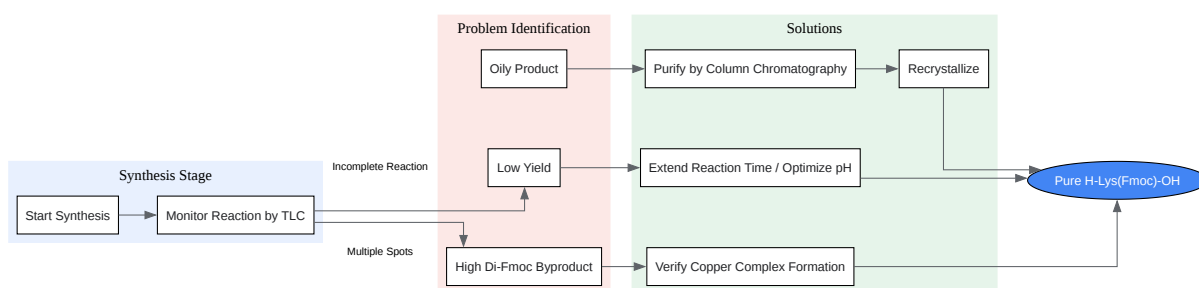 Problem Identification
Solutions
Oily Product
Purify by Column Chromatography
Recrystallize
Incomplete Reaction
Low Yield
Extend Reaction Time / Optimize pH
Synthesis Stage
Pure H-Lys(Fmoc)-OH
Start Synthesis
Monitor Reaction by TLC
Multiple Spots
High Di-Fmoc Byproduct
Verify Copper Complex Formation